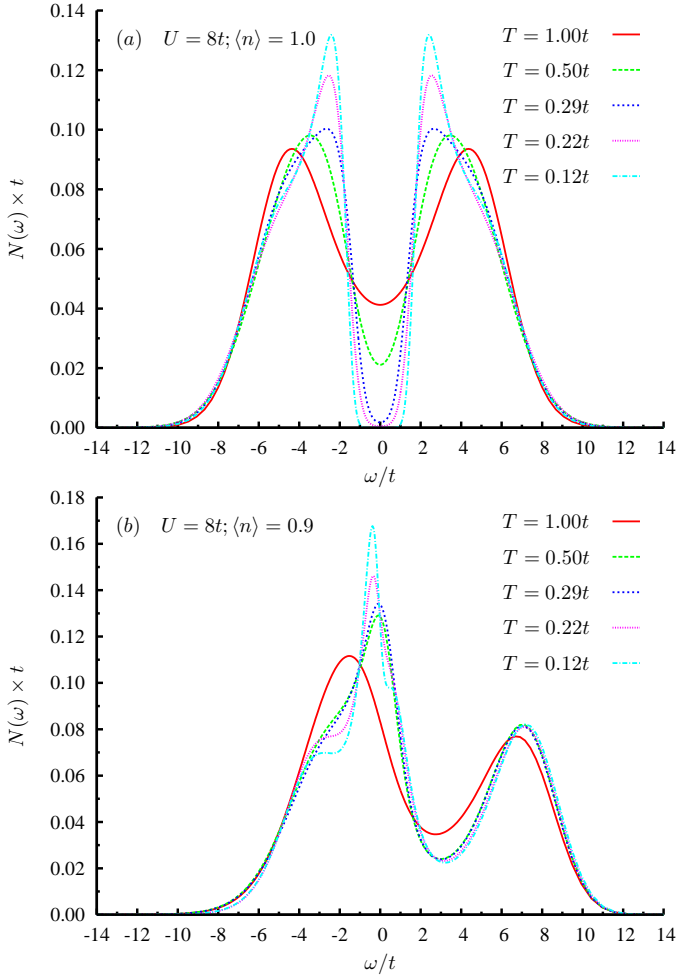 0.14
0.12
0.10
0.08
0.06
0.04
0.02
0.00
N(ω) × t
(a) U = 8t; ⟨n⟩ = 1.0
T = 1.00t
T = 0.50t
T = 0.29t
T = 0.22t
T = 0.12t
-14 -12 -10 -8 -6 -4 -2 0 2 4 6 8 10 12 14
ω/t
0.18
0.16
0.14
0.12
0.10
0.08
0.06
0.04
0.02
0.00
N(ω) × t
(b) U = 8t; ⟨n⟩ = 0.9
T = 1.00t
T = 0.50t
T = 0.29t
T = 0.22t
T = 0.12t
-14 -12 -10 -8 -6 -4 -2 0 2 4 6 8 10 12 14
ω/t